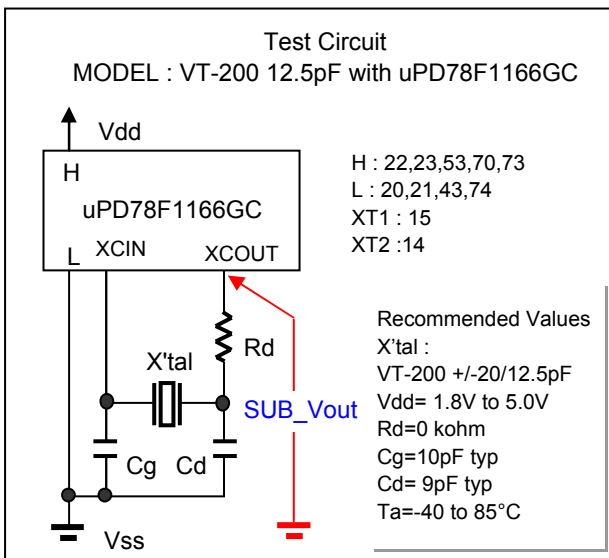 Test Circuit
MODEL : VT-200 12.5pF with uPD78F1166GC
Vdd
H
uPD78F1166GC
L XCIN XCOUT
H : 22,23,53,70,73
L : 20,21,43,74
XT1 : 15
XT2 :14
Rd
X'tal
SUB_Vout
Cg Cd
Vss
Recommended Values
X’tal :
VT-200 +/-20/12.5pF
Vdd= 1.8V to 5.0V
Rd=0 kohm
Cg=10pF typ
Cd= 9pF typ
Ta=-40 to 85°C